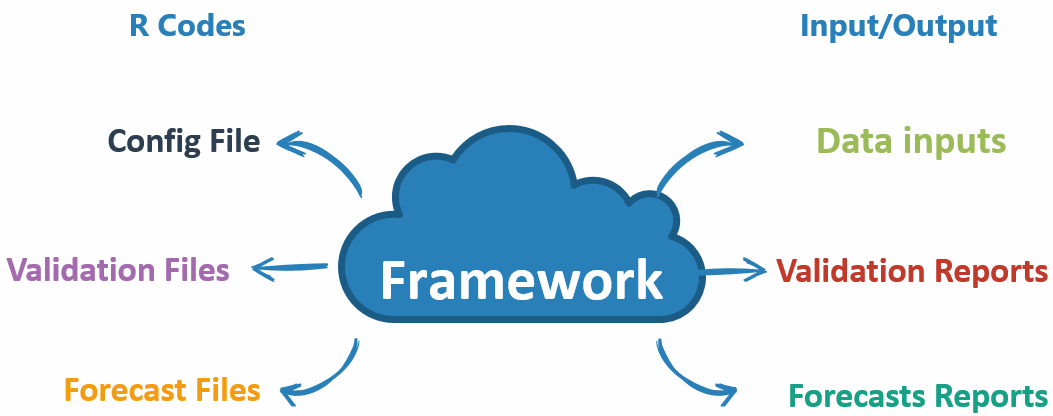 R Codes
Input/Output
Config File
Data inputs
Validation Files
Framework
Validation Reports
Forecast Files
Forecasts Reports